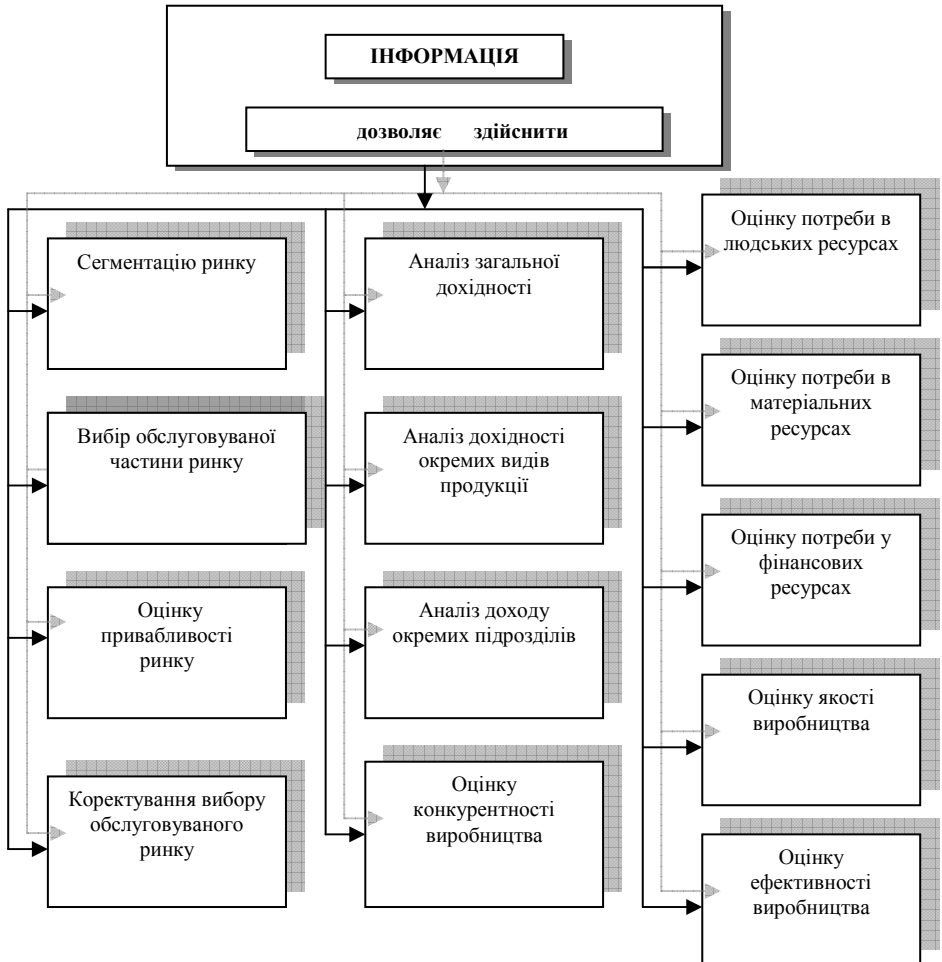 ІНФОРМАЦІЯ
дозволяє здійснити
Сегментацію ринку
Вибір обслуговуваної
частини ринку
Оцінку
привабливості
ринку
Коректування вибору
обслуговуваного
ринку
Аналіз загальної
дохідності
Аналіз дохідності
окремих видів
продукції
Аналіз доходу
окремих підрозділів
Оцінку
конкурентності
виробництва
Оцінку потреби в
людських ресурсах
Оцінку потреби в
матеріальних
ресурсах
Оцінку потреби у
фінансових
ресурсах
Оцінку якості
виробництва
Оцінку
ефективності
виробництва